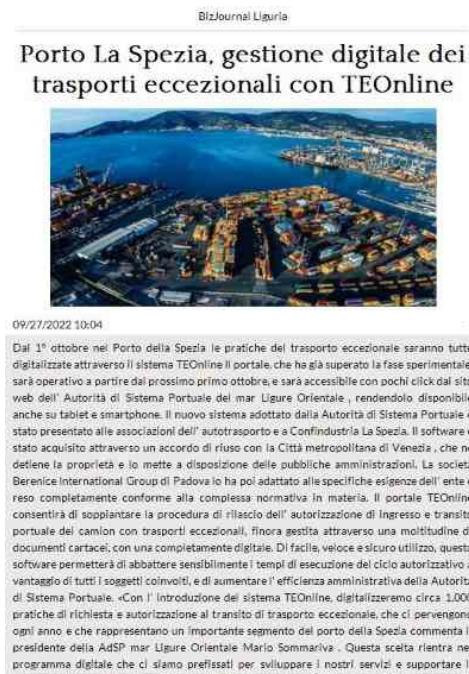 BizJournal Liguria
Porto La Spezia, gestione digitale dei
trasporti eccezionali con TEOnline
09/27/2022 10:04
Dal 1° ottobre nel Porto della Spezia le pratiche del trasporto eccezionale saranno tutte
digitalizzate attraverso il sistema TEOnline Il portale, che ha già superato la fase sperimentale
sarà operativo a partire dal prossimo primo ottobre, e sarà accessibile con pochi click dal sito
web dell' Autorità di Sistema Portuale del mar Ligure Orientale , rendendolo disponibile
anche su tablet e smartphone. Il nuovo sistema adottato dalla Autorità di Sistema Portuale è
stato presentato alle associazioni dell' autotrasporto e a Confindustria La Spezia. Il software è
stato acquisito attraverso un accordo di riuso con la Città metropolitana di Venezia , che ne
detiene la proprietà e lo mette a disposizione delle pubbliche amministrazioni. La società
Berenice International Group di Padova lo ha poi adattato alle specifiche esigenze dell' ente e
reso completamente conforme alla complessa normativa in materia. Il portale TEOnline
consentirà di soppiantare la procedura di rilascio dell' autorizzazione di ingresso e transito
portuale dei camion con trasporti eccezionali, finora gestita attraverso una moltitudine di
documenti cartacei, con una completamente digitale. Di facile, veloce e sicuro utilizzo, questo
software permetterà di abbattere sensibilmente i tempi di esecuzione del ciclo autorizzativo a
vantaggio di tutti i soggetti coinvolti, e di aumentare l' efficienza amministrativa della Autorità
di Sistema Portuale. «Con l' introduzione del sistema TEOnline, digitalizzeremo circa 1.000
pratiche di richiesta e autorizzazione al transito di trasporto eccezionale, che ci pervengono
ogni anno e che rappresentano un importante segmento del porto della Spezia commenta il
presidente della AdSP mar Ligure Orientale Mario Sommariva . Questa scelta rientra nel
programma digitale che ci siamo prefissati per sviluppare i nostri servizi e supportare